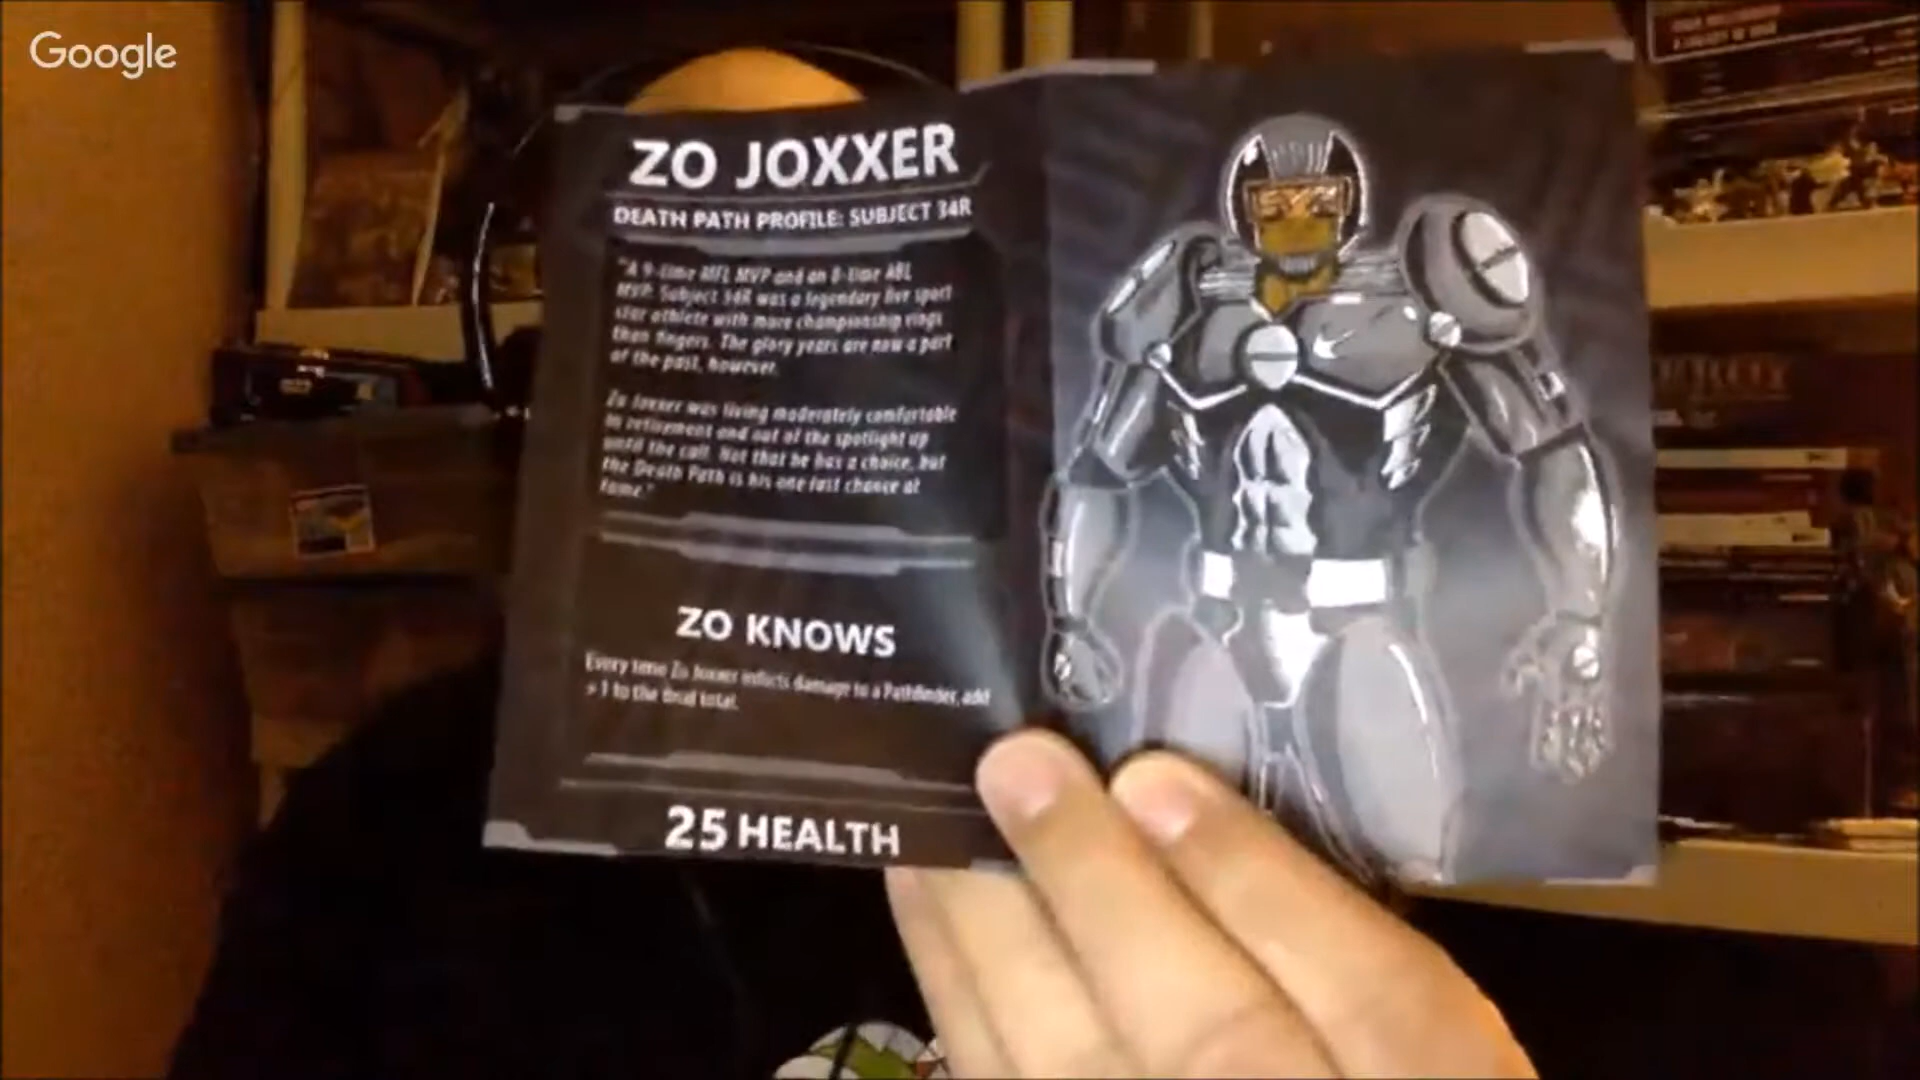 Google
ZO JOXXER
DEATH PATH PROFILE: SUBJECT 34R
"A 9-time MFL MVP and an 8-time ABL
MVP. Subject 34R was a legendary live sport
star athlete with more championship rings
than fingers. The glory years are now a part
of the past, however.
Zo Joxxer was living moderately comfortable
in retirement and out of the spotlight up
until the call. Not that he has a choice, but
the Death Path is his one last chance at
fame."
ZO KNOWS
Every time Zo Joxxer inflicts damage to a Pathfinder, add
+1 to the final total.
25 HEALTH